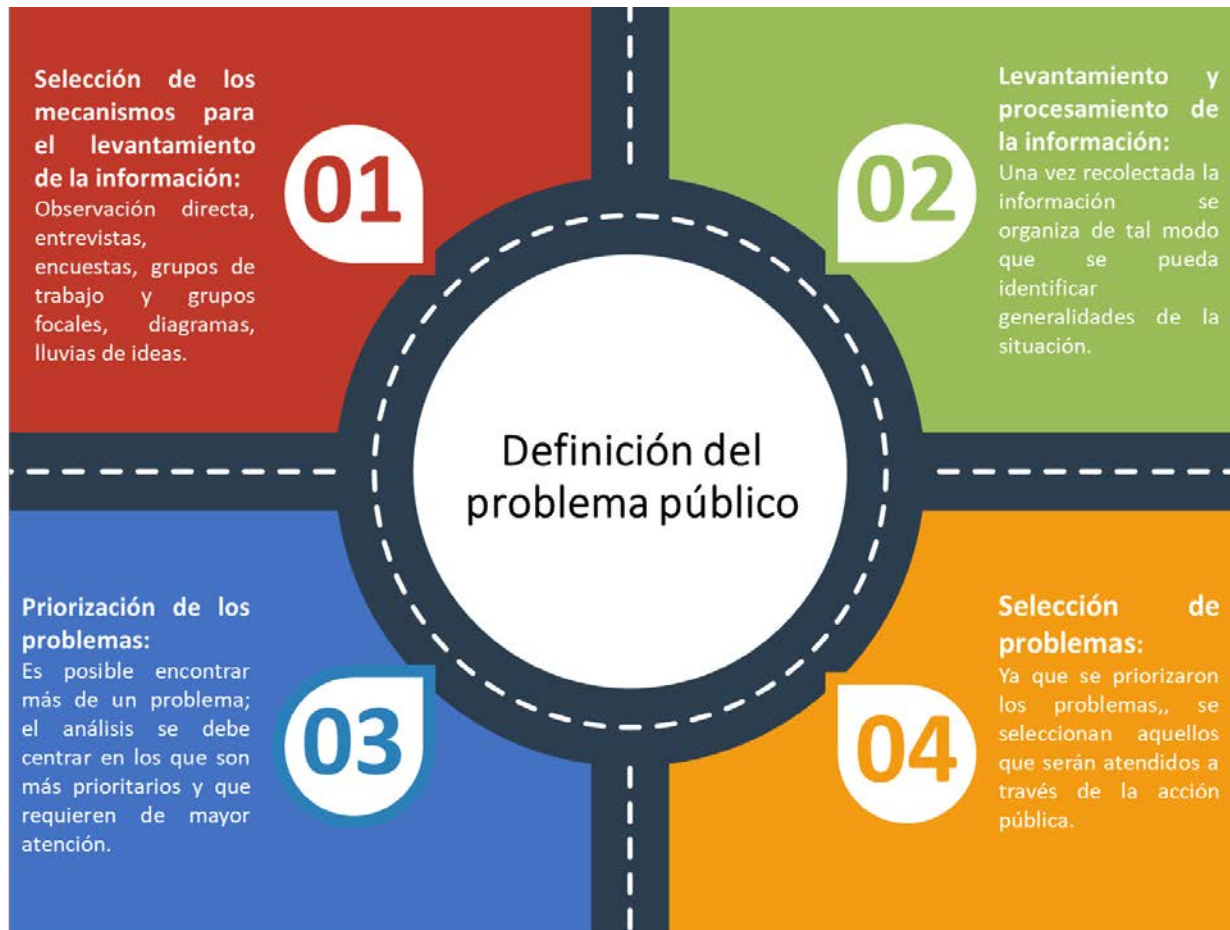 Selección de los
mecanismos para
el levantamiento
de la información:
Observación directa,
entrevistas,
encuestas, grupos de
trabajo y grupos
focales, diagramas,
lluvias de ideas.
01
02
Levantamiento y
procesamiento de
la información:
Una vez recolectada la
información se
organiza de tal modo
que se pueda
identificar
generalidades de la
situación.
Definición del
problema público
Priorización de los
problemas:
Es posible encontrar
más de un problema;
el análisis se debe
centrar en los que son
más prioritarios y que
requieren de mayor
atención.
03
04
Selección de
problemas:
Ya que se priorizaron
los problemas,, se
seleccionan aquellos
que serán atendidos a
través de la acción
pública.